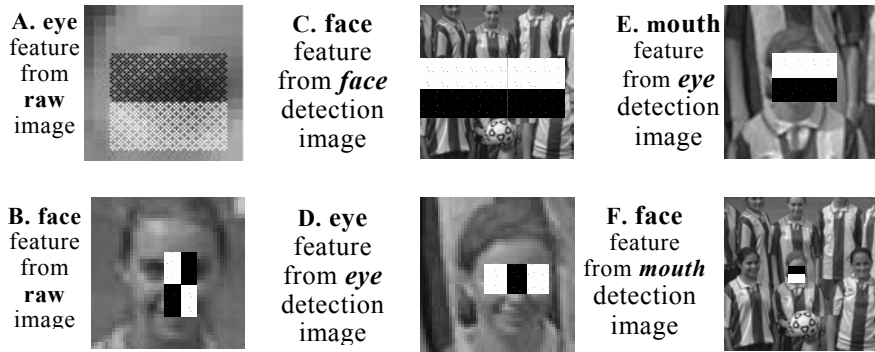 A. eye
feature
from
raw
image
B. face
feature
from
raw
image
C. face
feature
from face
detection
image
D. eye
feature
from eye
detection
image
E. mouth
feature
from eye
detection
image
F. face
feature
from mouth
detection
image